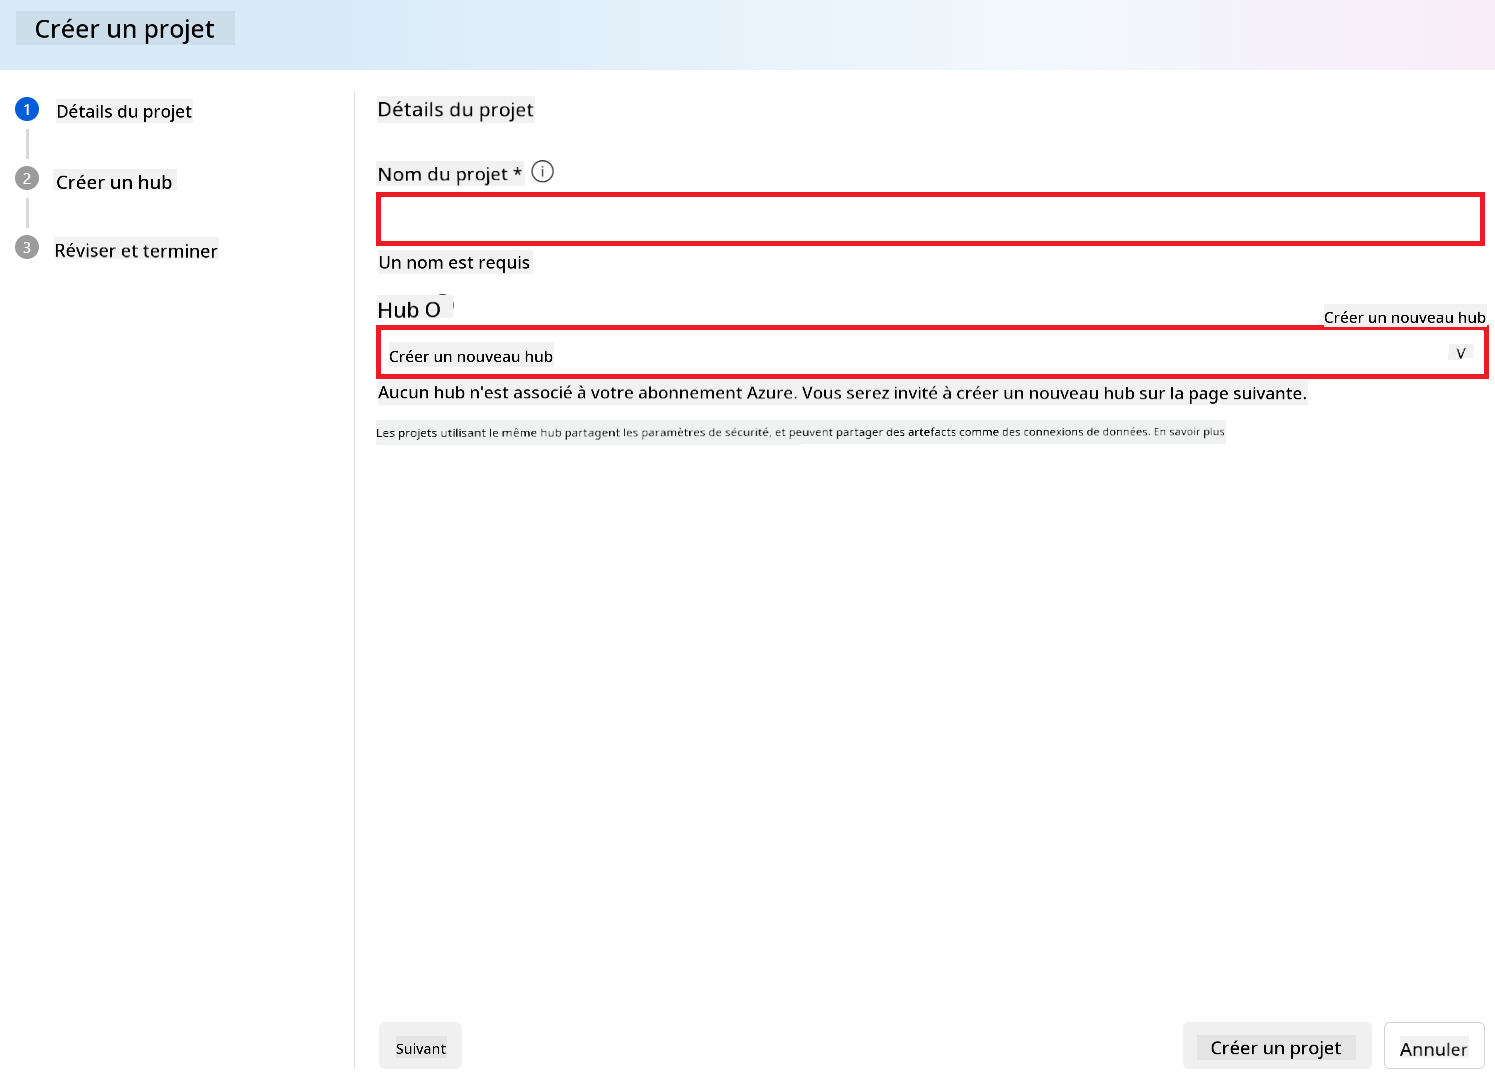 Créer un projet
1 Détails du projet
2 Créer un hub
3 Réviser et terminer
Détails du projet
Nom du projet * i
Un nom est requis
Hub O
Créer un nouveau hub
Créer un nouveau hub V
Aucun hub n'est associé à votre abonnement Azure. Vous serez invité à créer un nouveau hub sur la page suivante.
Les projets utilisant le même hub partagent les paramètres de sécurité, et peuvent partager des artefacts comme des connexions de données. En savoir plus
Suivant
Créer un projet
Annuler